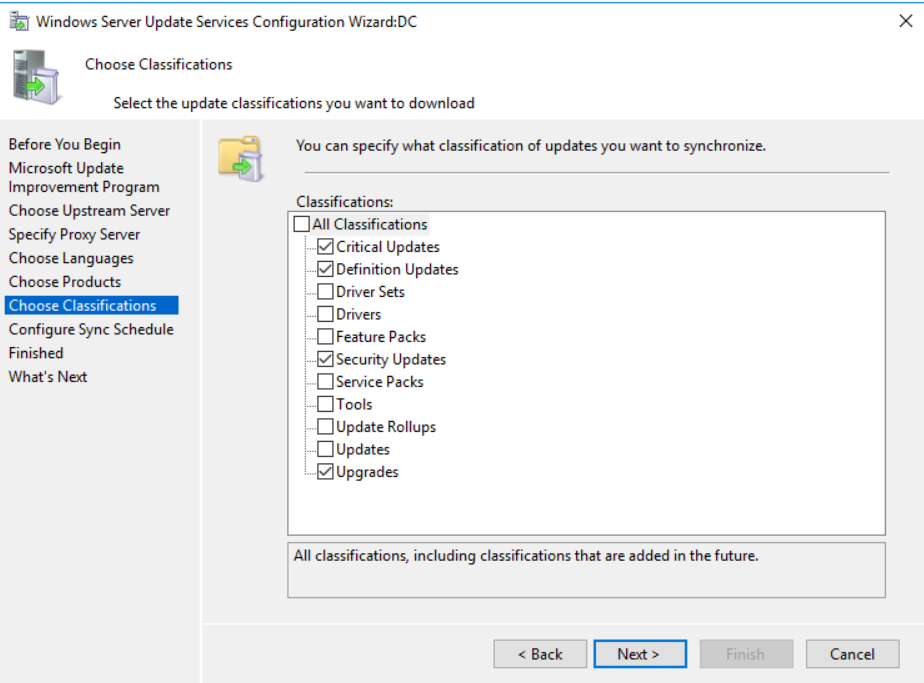 Windows Server Update Services Configuration Wizard:DC
Choose Classifications
Select the update classifications you want to download
Before You Begin
Microsoft Update
Improvement Program
Choose Upstream Server
Specify Proxy Server
Choose Languages
Choose Products
Choose Classifications
Configure Sync Schedule
Finished
What's Next
You can specify what classification of updates you want to synchronize.
Classifications:
All Classifications
Critical Updates
Definition Updates
Driver Sets
Drivers
Feature Packs
Security Updates
Service Packs
Tools
Update Rollups
Updates
Upgrades
All classifications, including classifications that are added in the future.
< Back
Next >
Finish
Cancel